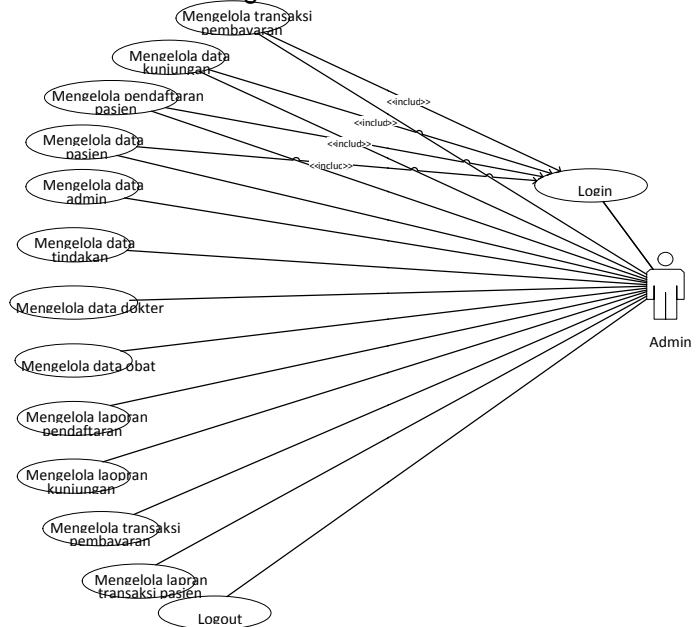 Mengelola transaksi
pembayaran
Mengelola data
kunjungan
Mengelola pendaftaran
pasien
Mengelola data
pasien
Mengelola data
admin
Mengelola data
tindakan
Mengelola data dokter
Mengelola data obat
Mengelola laporan
pendaftaran
Mengelola laopran
kunjungan
Mengelola transaksi
pembayaran
Mengelola lapran
transaksi pasien
Logout
<<includ>>
<<includ>>
<<includ>>
<<includ>>
Login
Admin